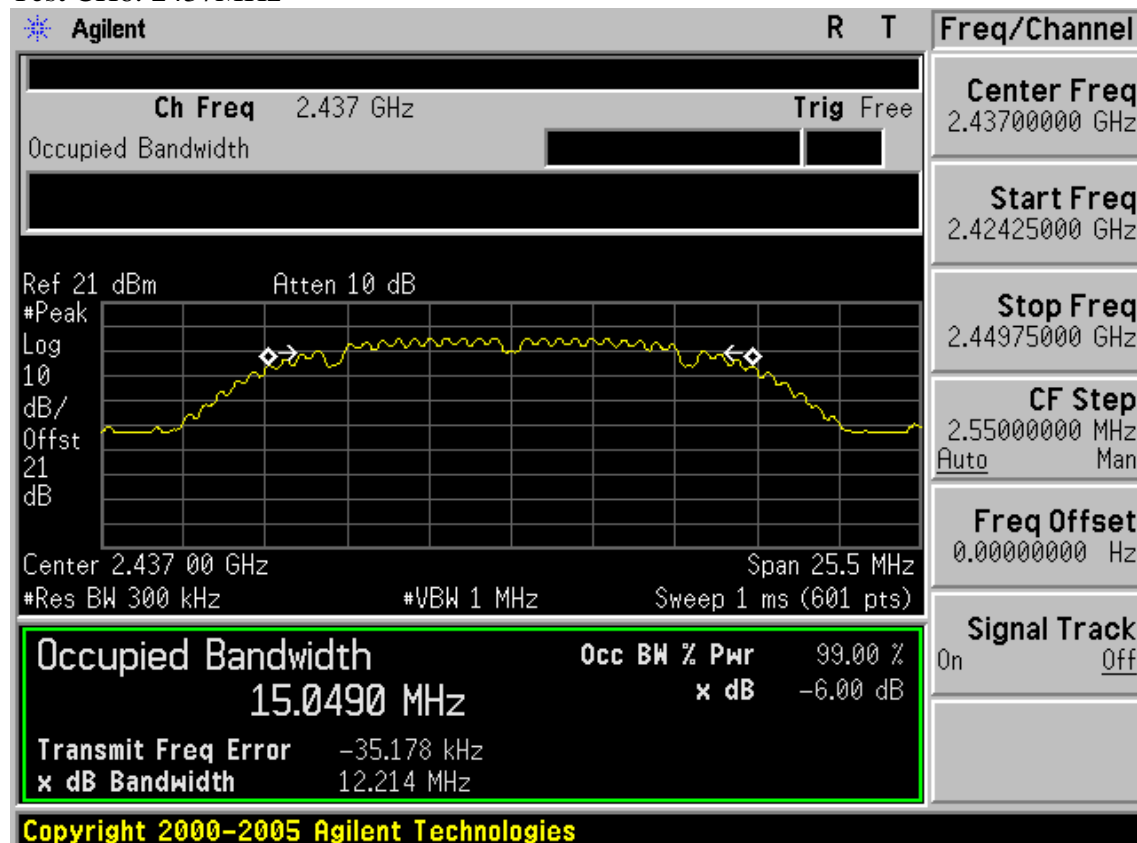 Agilent R T
Freq/Channel
Ch Freq 2.437 GHz Trig Free
Occupied Bandwidth
Center Freq
2.43700000 GHz
Start Freq
2.42425000 GHz
Stop Freq
2.44975000 GHz
CF Step
2.55000000 MHz
Auto Man
Freq Offset
0.00000000 Hz
Signal Track
On Off
Ref 21 dBm Atten 10 dB
#Peak
Log
10
dB/
Offst
21
dB
Center 2.437 00 GHz Span 25.5 MHz
#Res BW 300 kHz #VBW 1 MHz Sweep 1 ms (601 pts)
Occupied Bandwidth Occ BW % Pwr 99.00 %
15.0490 MHz x dB -6.00 dB
Transmit Freq Error -35.178 kHz
x dB Bandwidth 12.214 MHz
Copyright 2000-2005 Agilent Technologies